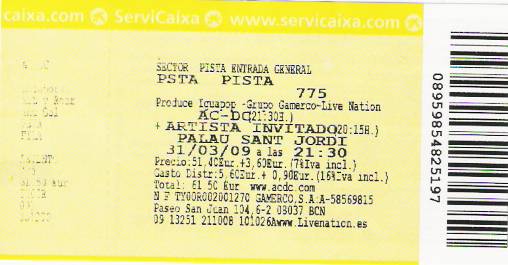 caixa.com ServiCaixa www.servicaixa.com
SECTOR PISTA ENTRADA GENERAL
PSTA PISTA
775
Produce Iguapop -Grupo Gamerco-Live Nation
AC-DC(21:30H.)
+ ARTISTA INVITADO(20:15H.)
PALAU SANT JORDI
31/03/09 a las 21:30
Precio:51,40Eur.+3,60Eur.(7%Iva incl.)
Gasto Distr:5,60Eur.+ 0,90Eur.(16%Iva incl.)
Total: 61.50 Eur www.acdc.com
N F TY00R002001270 GAMERCO,S.A:A-58569815
Paseo San Juan 104,6-2 08037 BCN
09 13251 211008 101026Awww.Livenation.es
08959854825197